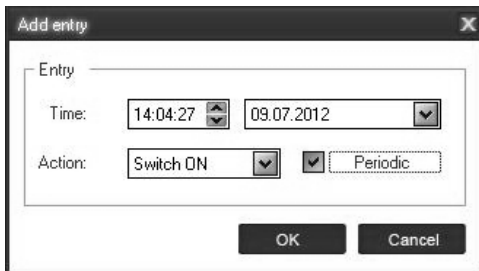 Add entry X
Entry
Time: 14:04:27 09.07.2012
Action: Switch ON Periodic
OK Cancel